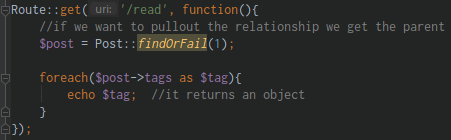 Route::get( uri: '/read', function(){
//if we want to pullout the relationship we get the parent
$post = Post::findOrFail(1);
foreach($post->tags as $tag){
echo $tag;  //it returns an object
}
});